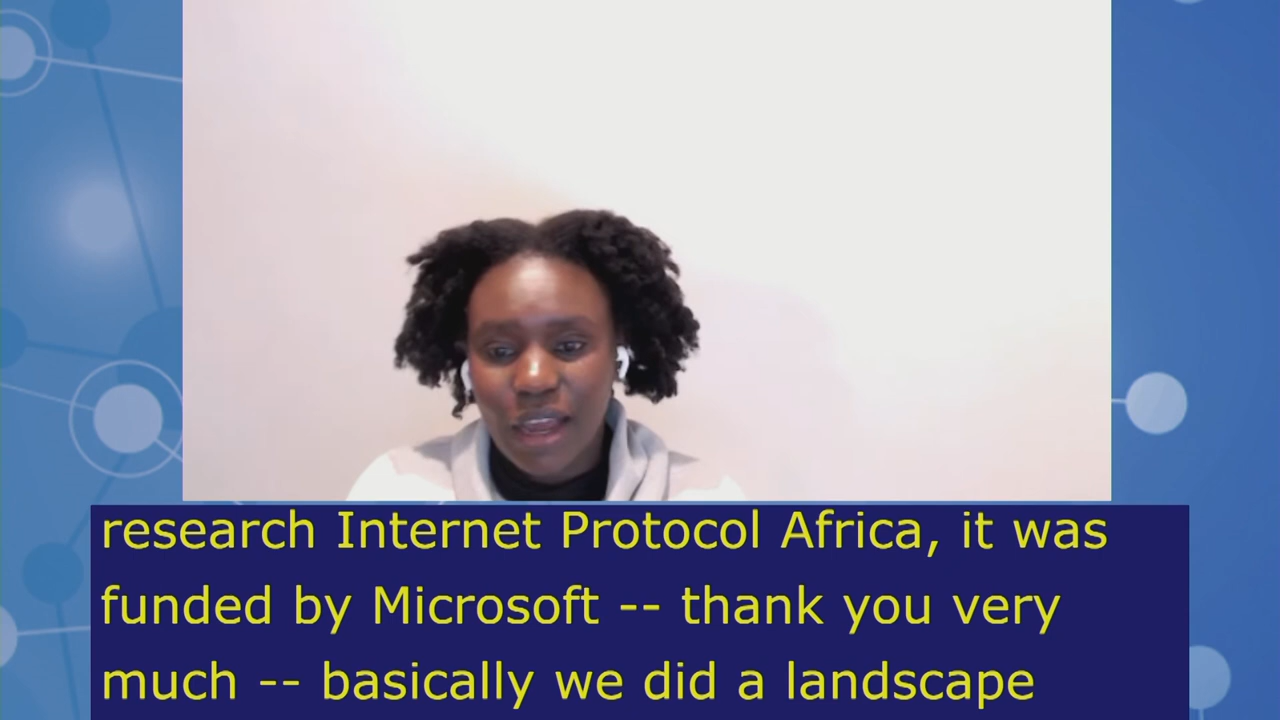 research Internet Protocol Africa, it was
funded by Microsoft -- thank you very
much -- basically we did a landscape